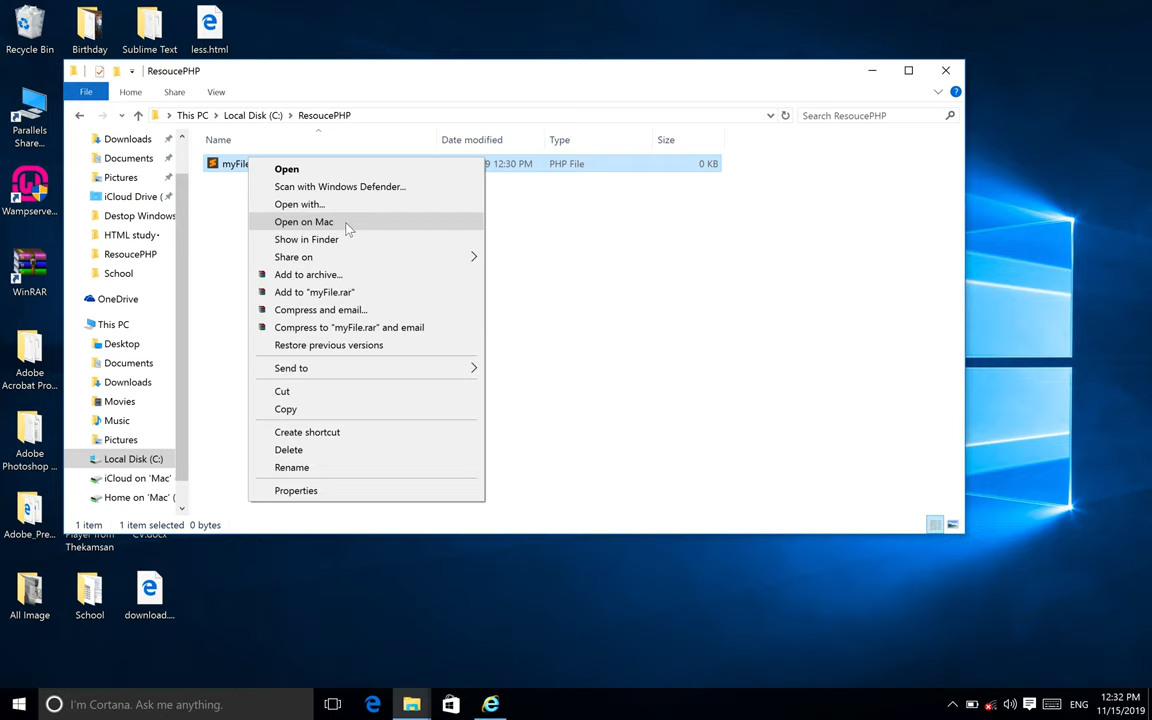 Recycle Bin
Birthday
Sublime Text
less.html
Parallels
Share...
Wampserve...
WinRAR
Adobe
Acrobat Pro...
Adobe
Photoshop ...
Adobe_Pre...
Player from
Thekamsan
CV.docx
All Image
School
download....
ResoucePHP
File
Home
Share
View
This PC
Local Disk (C:)
ResoucePHP
Search ResoucePHP
Downloads
Documents
Pictures
iCloud Drive (
Destop Windows
HTML study
ResoucePHP
School
OneDrive
This PC
Desktop
Documents
Downloads
Movies
Music
Pictures
Local Disk (C:)
iCloud on 'Mac'
Home on 'Mac' (
Name
Date modified
Type
Size
myFile
9 12:30 PM
PHP File
0 KB
Open
Scan with Windows Defender...
Open with...
Open on Mac
Show in Finder
Share on
Add to archive...
Add to "myFile.rar"
Compress and email...
Compress to "myFile.rar" and email
Restore previous versions
Send to
Cut
Copy
Create shortcut
Delete
Rename
Properties
1 item
1 item selected 0 bytes
I'm Cortana. Ask me anything.
ENG
12:32 PM
11/15/2019